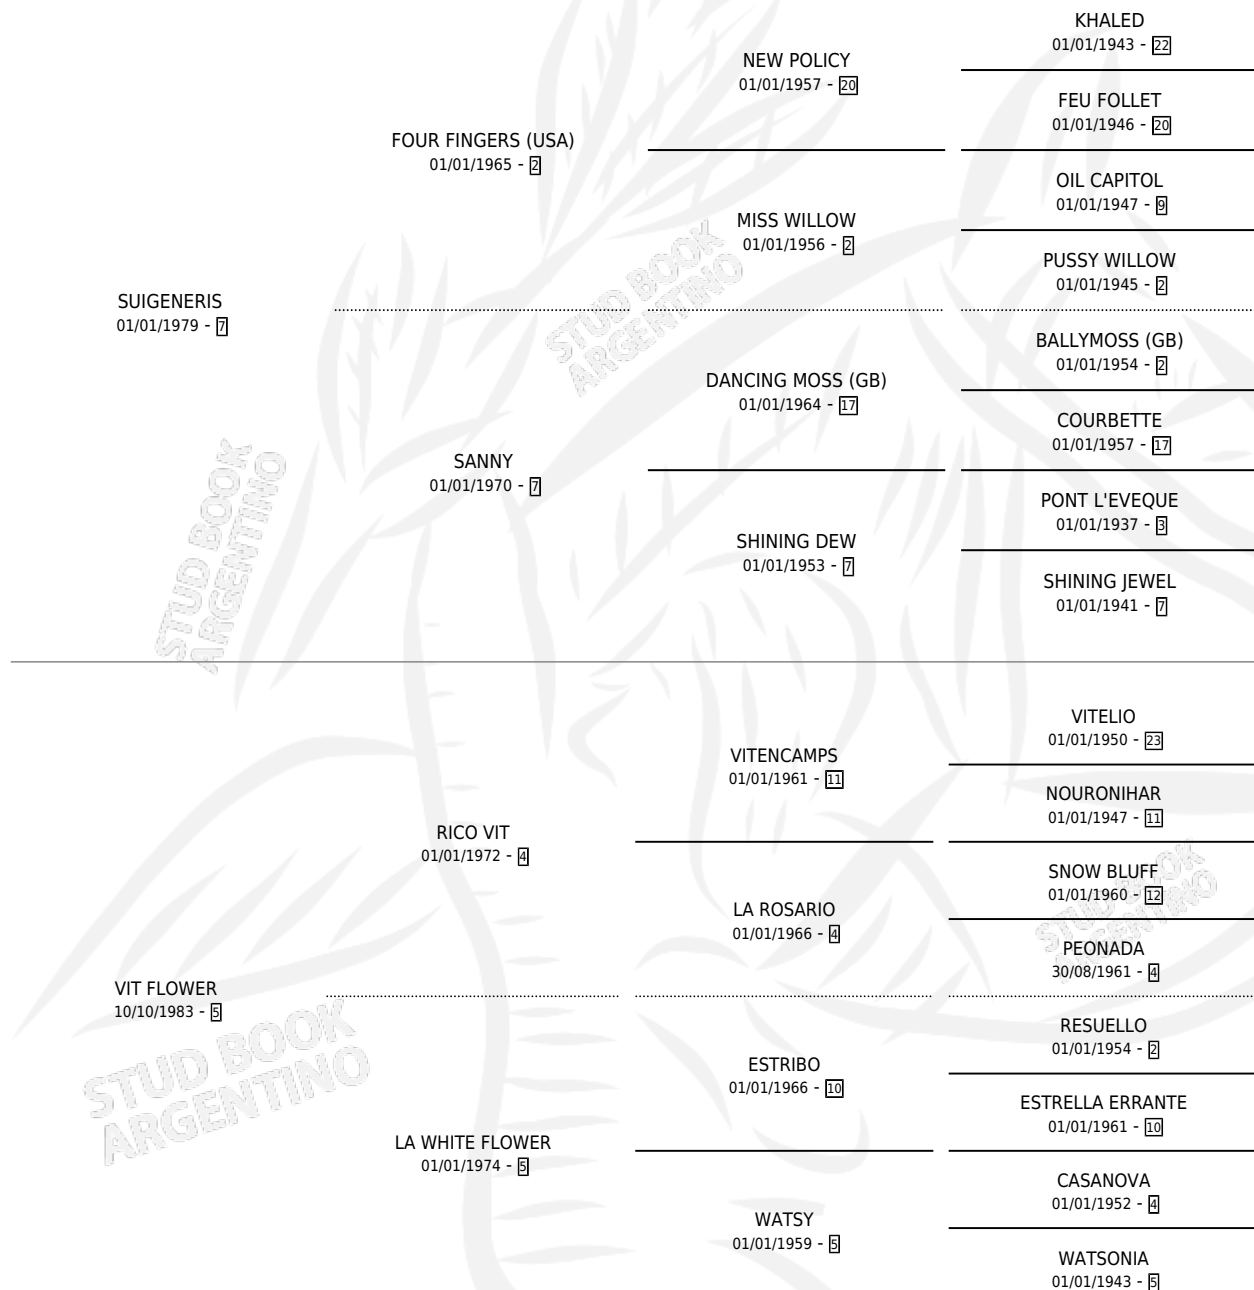 KHALED
01/01/1943 - 22
NEW POLICY
01/01/1957 - 20
FEU FOLLET
01/01/1946 - 20
FOUR FINGERS (USA)
01/01/1965 - 2
OIL CAPITOL
01/01/1947 - 9
MISS WILLOW
01/01/1956 - 2
PUSSY WILLOW
01/01/1945 - 2
SUIGENERIS
01/01/1979 - 7
STUD BOOK
ARGENTINO
BALLYMOSS (GB)
01/01/1954 - 2
DANCING MOSS (GB)
01/01/1964 - 17
COURBETTE
01/01/1957 - 17
SANNY
01/01/1970 - 7
PONT L'EVEQUE
01/01/1937 - 3
SHINING DEW
01/01/1953 - 7
SHINING JEWEL
01/01/1941 - 7
STUD BOOK
ARGENTINO
VITELIO
01/01/1950 - 23
VITENCAMPS
01/01/1961 - 11
NOURONIHAR
01/01/1947 - 11
RICO VIT
01/01/1972 - 4
SNOW BLUFF
01/01/1960 - 12
LA ROSARIO
01/01/1966 - 4
STUD BOOK
ARGENTINO
PEONADA
30/08/1961 - 4
VIT FLOWER
10/10/1983 - 5
STUD BOOK
ARGENTINO
RESUELLO
01/01/1954 - 2
ESTRIBO
01/01/1966 - 10
ESTRELLA ERRANTE
01/01/1961 - 10
LA WHITE FLOWER
01/01/1974 - 5
CASANOVA
01/01/1952 - 4
WATSY
01/01/1959 - 5
WATSONIA
01/01/1943 - 5